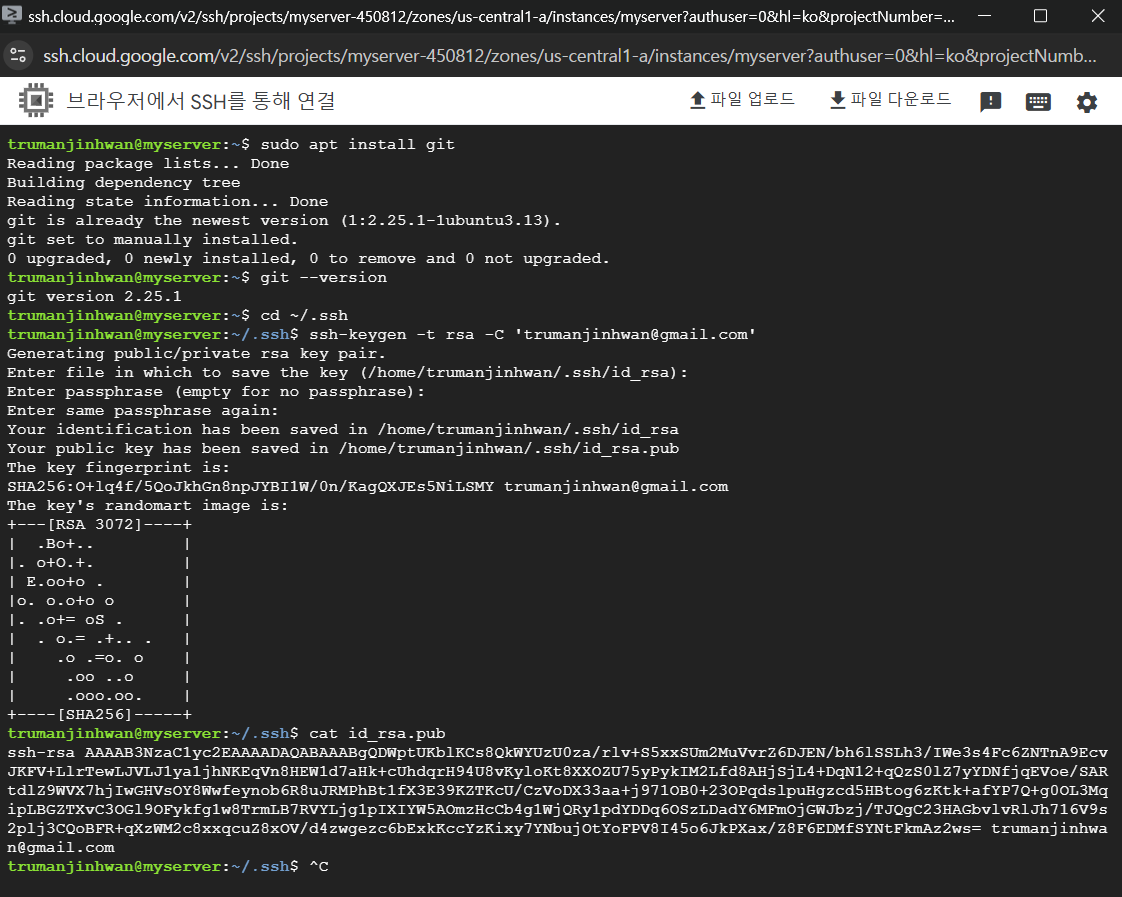 ssh.cloud.google.com/v2/ssh/projects/myserver-450812/zones/us-central1-a/instances/myserver?authuser=0&hl=ko&projectNumber=...
ssh.cloud.google.com/v2/ssh/projects/myserver-450812/zones/us-central1-a/instances/myserver?authuser=0&hl=ko&projectNumb...
브라우저에서 SSH를 통해 연결 파일 업로드 파일 다운로드
trumanjinhwan@myserver:~$ sudo apt install git
Reading package lists... Done
Building dependency tree
Reading state information... Done
git is already the newest version (1:2.25.1-1ubuntu3.13).
git set to manually installed.
0 upgraded, 0 newly installed, 0 to remove and 0 not upgraded.
trumanjinhwan@myserver:~$ git --version
git version 2.25.1
trumanjinhwan@myserver:~$ cd ~/.ssh
trumanjinhwan@myserver:~/.ssh$ ssh-keygen -t rsa -C 'trumanjinhwan@gmail.com'
Generating public/private rsa key pair.
Enter file in which to save the key (/home/trumanjinhwan/.ssh/id_rsa):
Enter passphrase (empty for no passphrase):
Enter same passphrase again:
Your identification has been saved in /home/trumanjinhwan/.ssh/id_rsa
Your public key has been saved in /home/trumanjinhwan/.ssh/id_rsa.pub
The key fingerprint is:
SHA256:O+lq4f/5QoJkhGn8npJYBI1W/0n/KagQXJEs5NiLSMY trumanjinhwan@gmail.com
The key's randomart image is:
+---[RSA 3072]----+
|  .Bo+..         |
|. o+O.+.         |
| E.oo+o .        |
|o. o.o+o o       |
|. .o+= oS .      |
|  . o.= .+.. .   |
|    .o .=o. o    |
|     .oo ..o     |
|     .ooo.oo.    |
+----[SHA256]-----+
trumanjinhwan@myserver:~/.ssh$ cat id_rsa.pub
ssh-rsa AAAAB3NzaC1yc2EAAAADAQABAAABgQDWptUKblKCs8QkWYUzU0za/rlv+S5xxSUm2MuVvrZ6DJEN/bh6lSSLh3/IWe3s4Fc6ZNTnA9Ecv
JKFV+LlrTewLJVLJ1ya1jhNKEqVn8HEW1d7aHk+cUhdqrH94U8vKyloKt8XXOZU75yPykIM2Lfd8AHjSjL4+DqN12+qQzS0lZ7yYDNfjqEVoe/SAR
tdlZ9WVX7hjIwGHVsOY8Wwfeynob6R8uJRMPhBt1fX3E39KZTKcU/CzVoDX33aa+j971OB0+23OPqdslpuHgzcd5HBtog6zKtk+afYP7Q+g0OL3Mq
ipLBGZTXvC3OGl9OFykfg1w8TrmLB7RVYLjg1pIXIYW5AOmzHcCb4g1WjQRy1pdYDDq6OSzLDadY6MFmOjGWJbzj/TJQgC23HAGbvlvRlJh716V9s
2plj3CQoBFR+qXzWM2c8xxqcuZ8xOV/d4zwgezc6bExkKccYzKixy7YNbujOtYoFPV8I45o6JkPXax/Z8F6EDMfSYNtFkmAz2ws= trumanjinhwa
n@gmail.com
trumanjinhwan@myserver:~/.ssh$ ^C